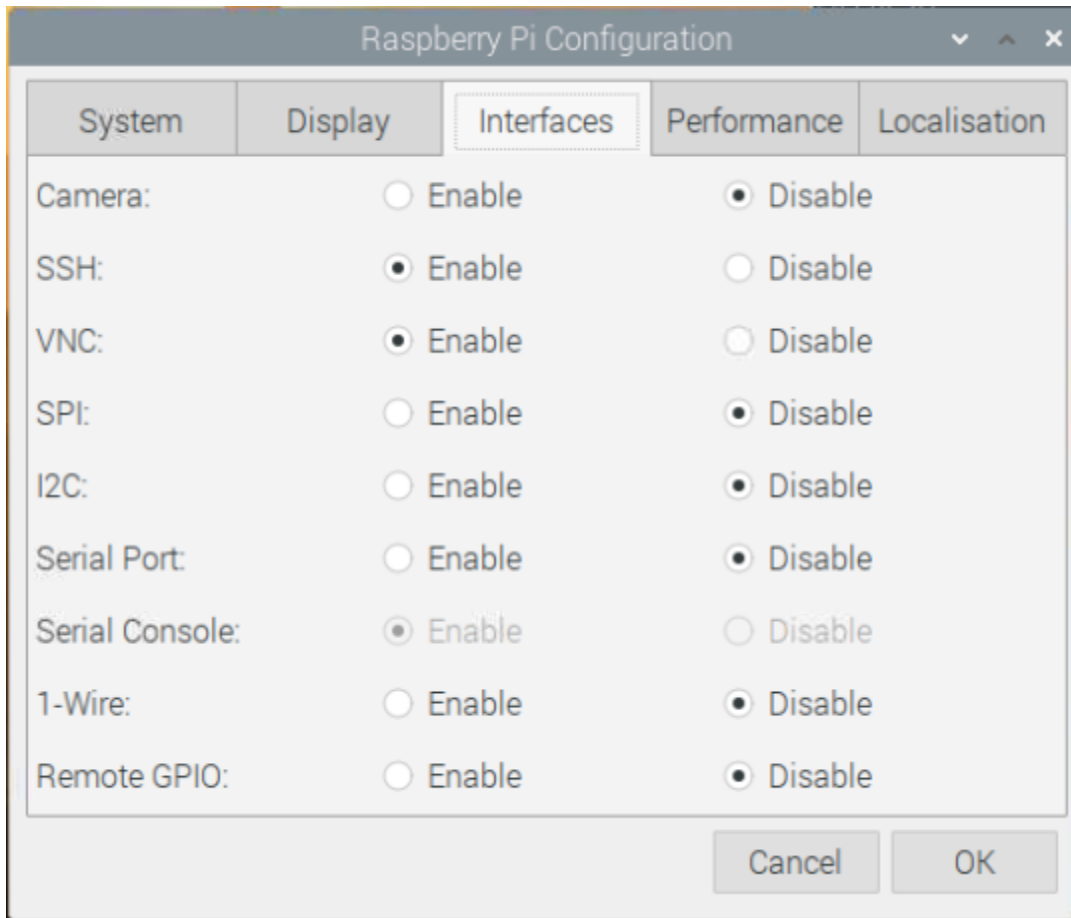 Raspberry Pi Configuration
System Display Interfaces Performance Localisation
Camera: Enable Disable
SSH: Enable Disable
VNC: Enable Disable
SPI: Enable Disable
I2C: Enable Disable
Serial Port: Enable Disable
Serial Console: Enable Disable
1-Wire: Enable Disable
Remote GPIO: Enable Disable
Cancel OK